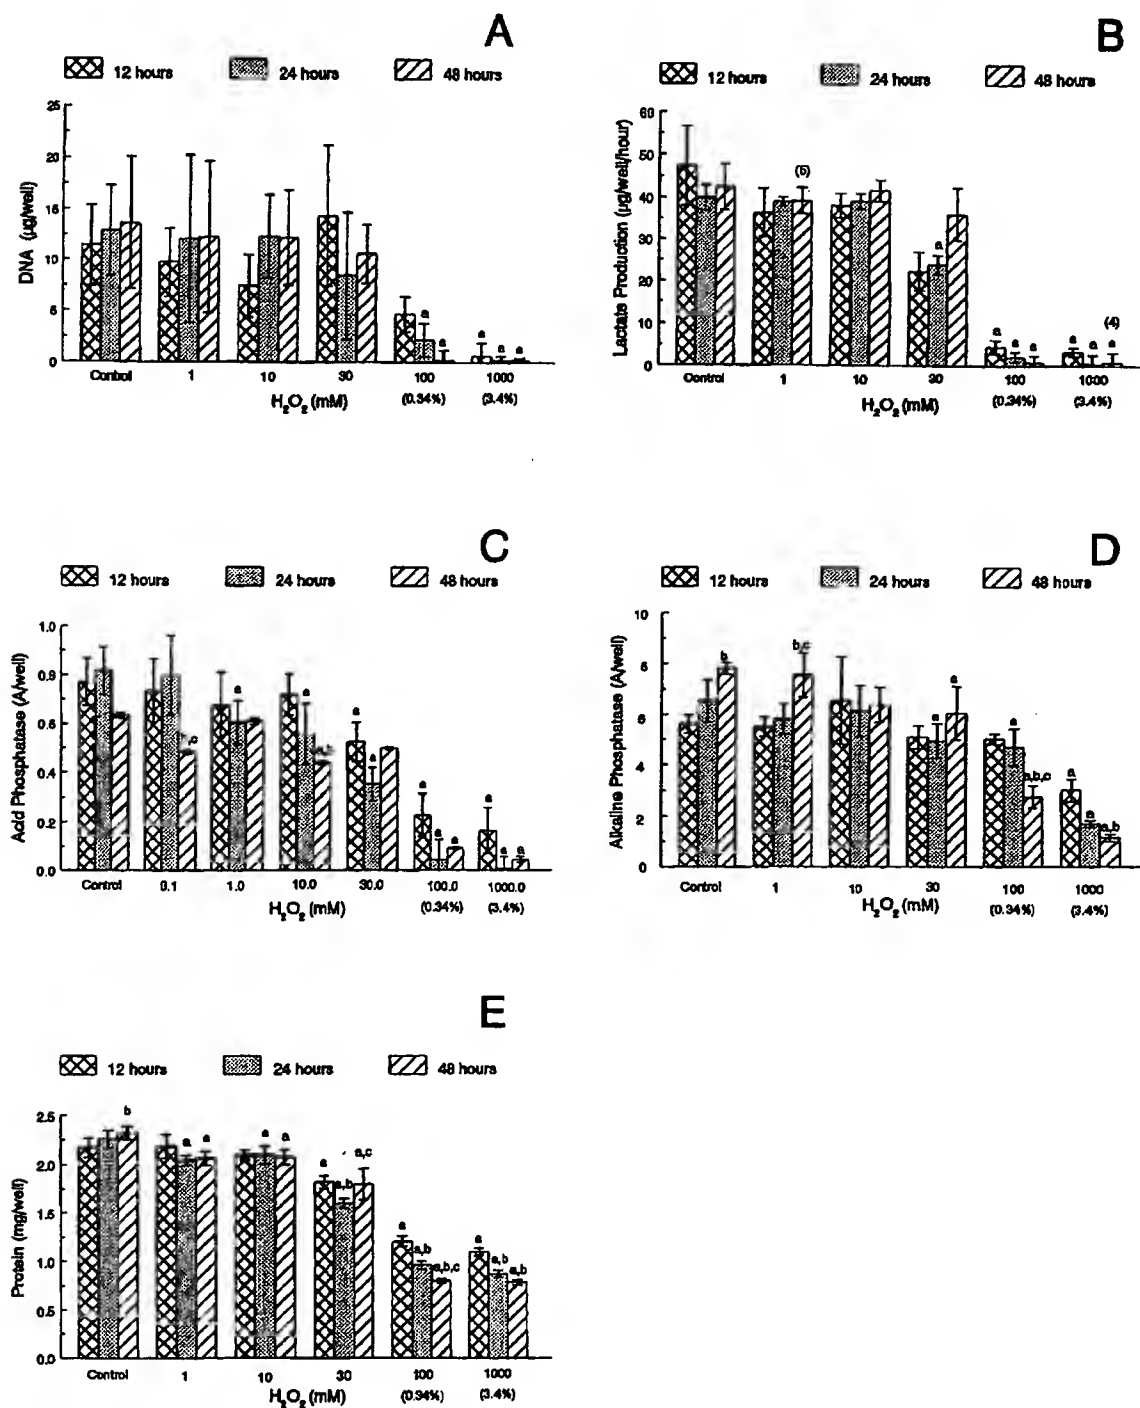 A
12 hours 24 hours 48 hours
DNA (µg/well)
25
20
15
10
5
0
a
a
a a a
Control 1 10 30 100 1000
H2O2 (mM) (0.34%) (3.4%)
B
12 hours 24 hours 48 hours
Lactate Production (µg/well/hour)
60
50
40
30
20
10
0
(5)
a
a a a
a a a
(4)
Control 1 10 30 100 1000
H2O2 (mM) (0.34%) (3.4%)
C
12 hours 24 hours 48 hours
Acid Phosphatase (A/well)
1.0
0.8
0.6
0.4
0.2
0.0
a
a
a,b
a
a a a
a a a
Control 0.1 1.0 10.0 30.0 100.0 1000.0
H2O2 (mM) (0.34%) (3.4%)
D
12 hours 24 hours 48 hours
Alkaline Phosphatase (A/well)
10
8
6
4
2
0
b
b,c
a a
a a,b,c
a a a,b
Control 1 10 30 100 1000
H2O2 (mM) (0.34%) (3.4%)
E
12 hours 24 hours 48 hours
Protein (mg/well)
2.5
2.0
1.5
1.0
0.5
0.0
b
a a
a a
a a,b a,c
a a,b a,b,c
a a,b a,b
Control 1 10 30 100 1000
H2O2 (mM) (0.34%) (3.4%)